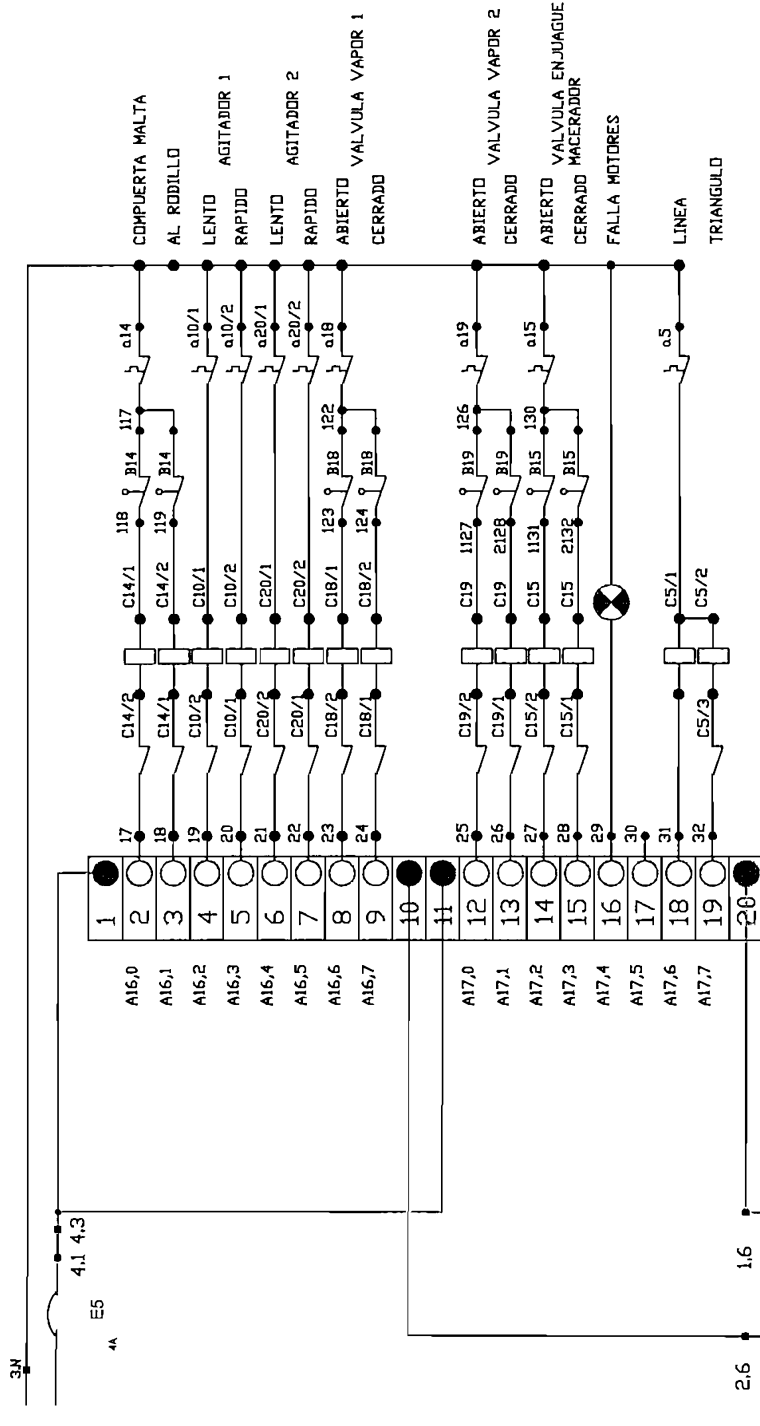 3.N
4.1 4.3
E5
4A
1
A16,0 2 17 C14/2 C14/1 118 B14 117 a14 COMPUERTA MALTA
A16,1 3 18 C14/1 C14/2 119 B14 AL RODILLO
A16,2 4 19 C10/2 C10/1 a10/1 LENTO
AGITADOR 1
A16,3 5 20 C10/1 C10/2 a10/2 RAPIDO
A16,4 6 21 C20/2 C20/1 a20/1 LENTO
AGITADOR 2
A16,5 7 22 C20/1 C20/2 a20/2 RAPIDO
A16,6 8 23 C18/2 C18/1 123 B18 122 a18 ABIERTO
VALVULA VAPOR 1
A16,7 9 24 C18/1 C18/2 124 B18 CERRADO
10
11
A17,0 12 25 C19/2 C19 1127 B19 126 a19 ABIERTO
VALVULA VAPOR 2
A17,1 13 26 C19/1 C19 2128 B19 CERRADO
A17,2 14 27 C15/2 C15 1131 B15 130 a15 ABIERTO
VALVULA ENJUAGUE
MACERADOR
A17,3 15 28 C15/1 C15 2132 B15 CERRADO
A17,4 16 29 FALLA MOTORES
A17,5 17 30
A17,6 18 31 C5/1 a5 LINEA
A17,7 19 32 C5/3 C5/2 TRIANGULO
20
2,6 1,6